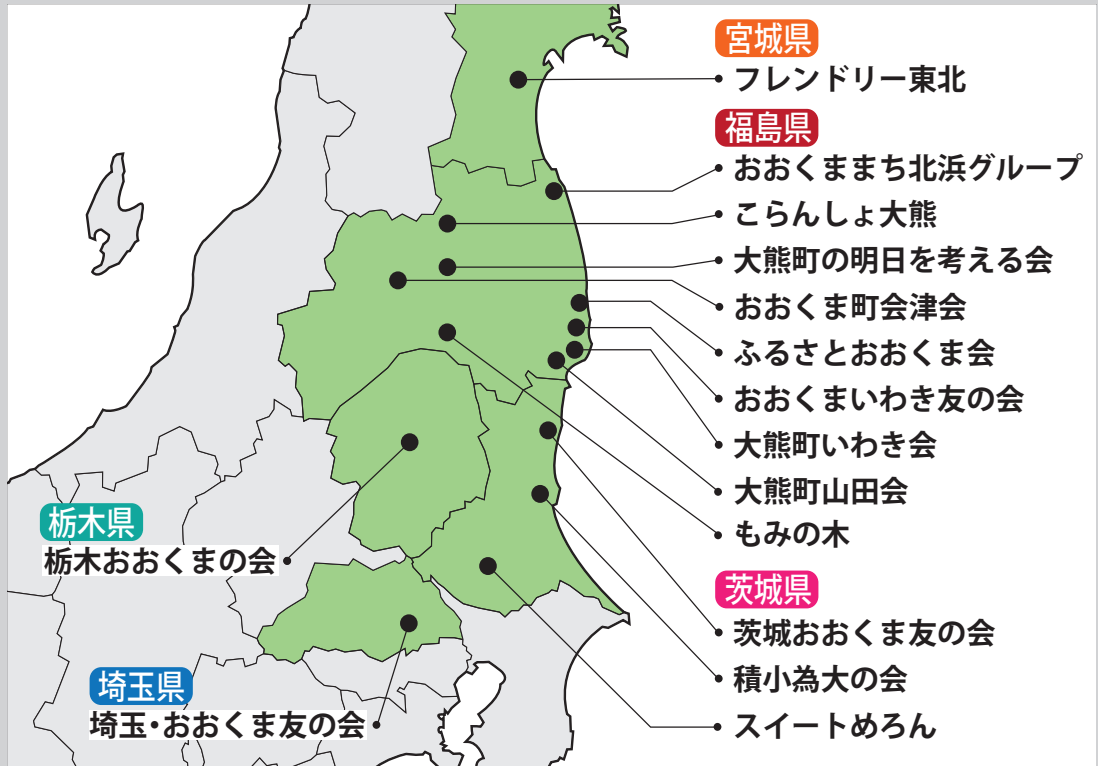 宮城県
フレンドリー東北
福島県
おおくままち北浜グループ
こらんしょ大熊
大熊町の明日を考える会
おおくま町会津会
ふるさとおおくま会
おおくまいわき友の会
大熊町いわき会
大熊町山田会
もみの木
茨城県
茨城おおくま友の会
積小為大の会
スイートめろん
栃木県
栃木おおくまの会
埼玉県
埼玉・おおくま友の会